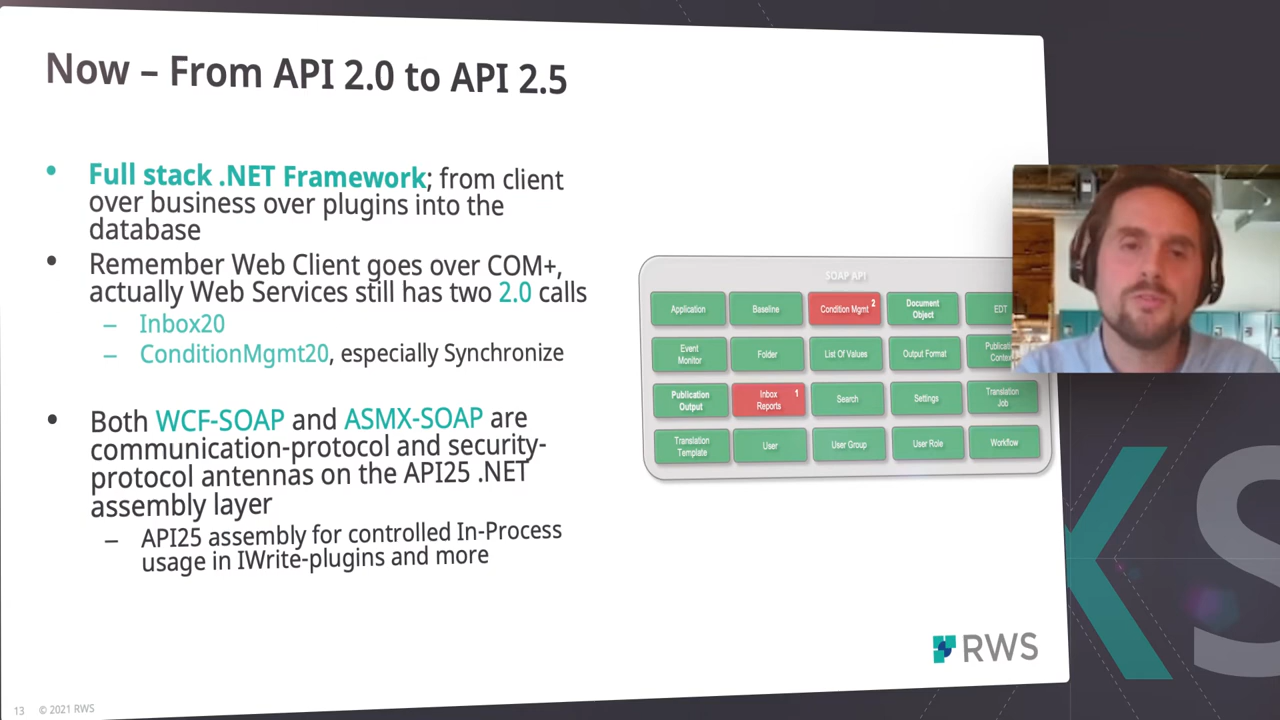 Now – From API 2.0 to API 2.5
• Full stack .NET Framework; from client
over business over plugins into the
database
• Remember Web Client goes over COM+,
actually Web Services still has two 2.0 calls
– Inbox20
– ConditionMgmt20, especially Synchronize
• Both WCF-SOAP and ASMX-SOAP are
communication-protocol and security-
protocol antennas on the API25 .NET
assembly layer
– API25 assembly for controlled In-Process
usage in IWrite-plugins and more
SOAP API
Application
Baseline
Condition Mgmt 2
Document
Object
EDT
Event
Monitor
Folder
List Of Values
Output Format
Publication
Output
Inbox
Reports 1
Search
Settings
Translation
Job
Translation
Template
User
User Group
User Role
Workflow
RWS
KS
13 © 2021 RWS